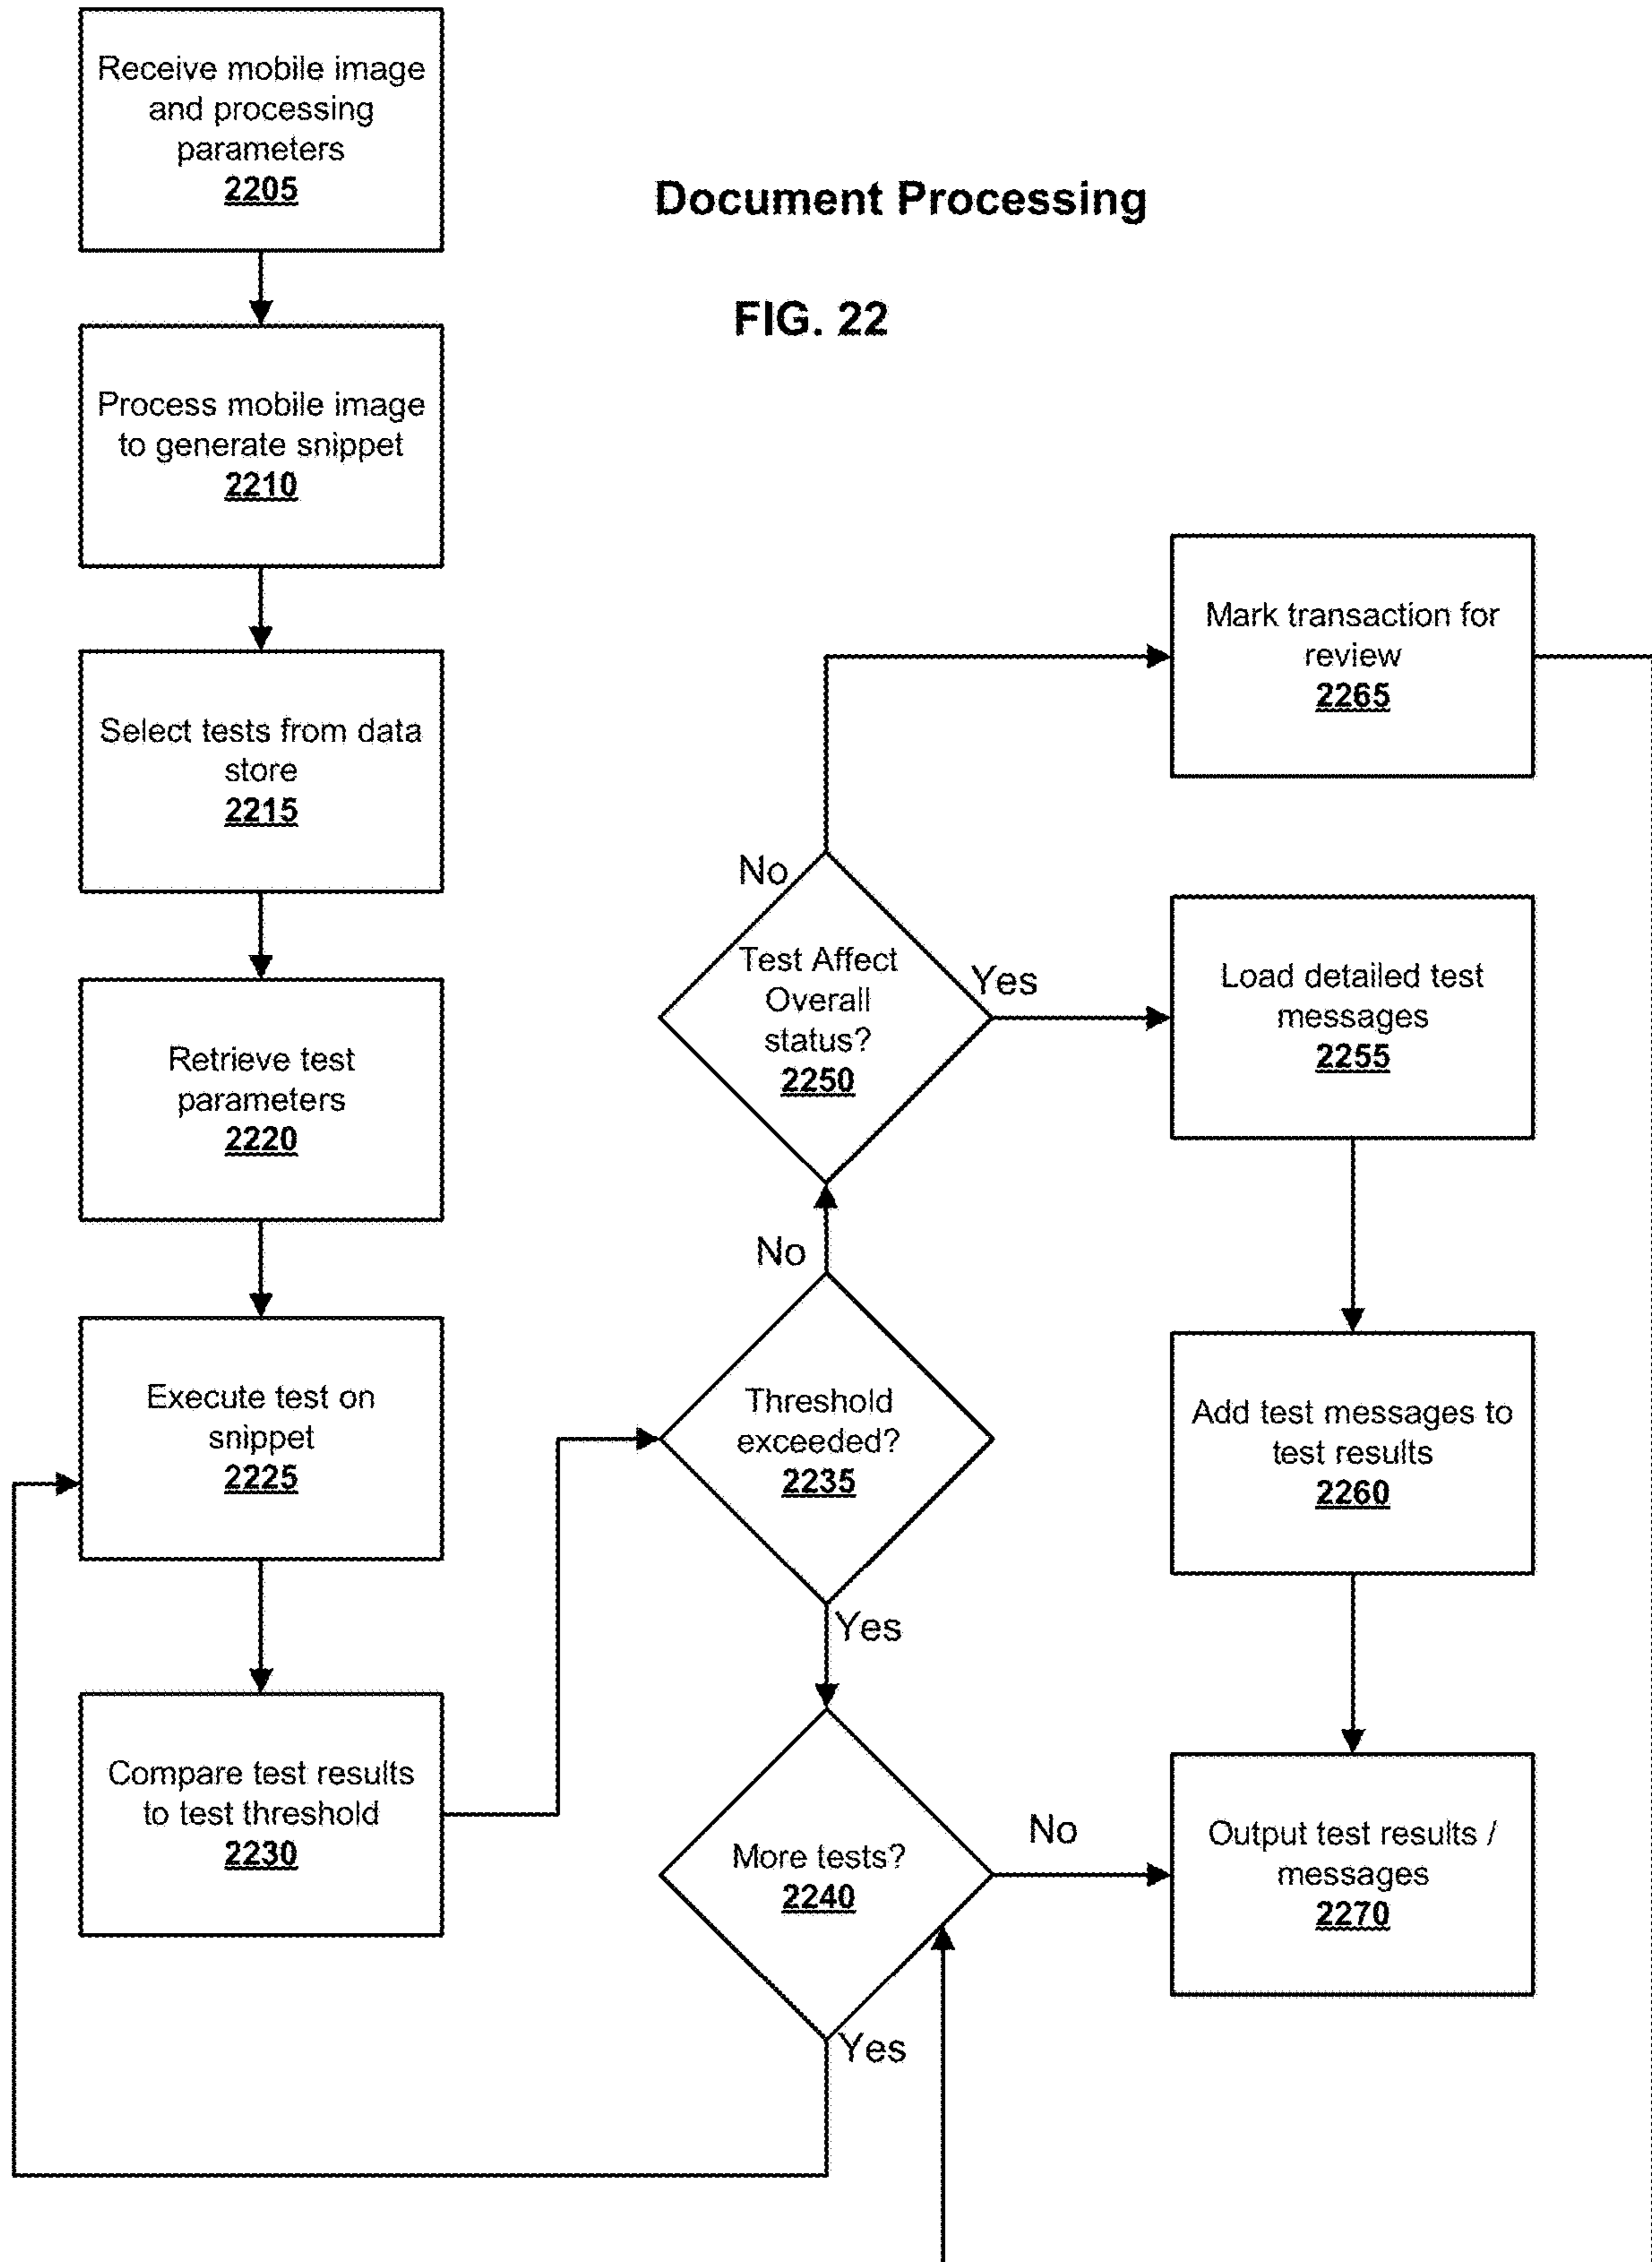 Receive mobile image
and processing
parameters
2205
Document Processing
FIG. 22
Process mobile image
to generate snippet
2210
Select tests from data
store
2215
Retrieve test
parameters
2220
Execute test on
snippet
2225
Compare test results
to test threshold
2230
Threshold
exceeded?
2235
No
Yes
Test Affect
Overall
status?
2250
No
Yes
Mark transaction for
review
2265
Load detailed test
messages
2255
Add test messages to
test results
2260
More tests?
2240
No
Yes
Output test results /
messages
2270